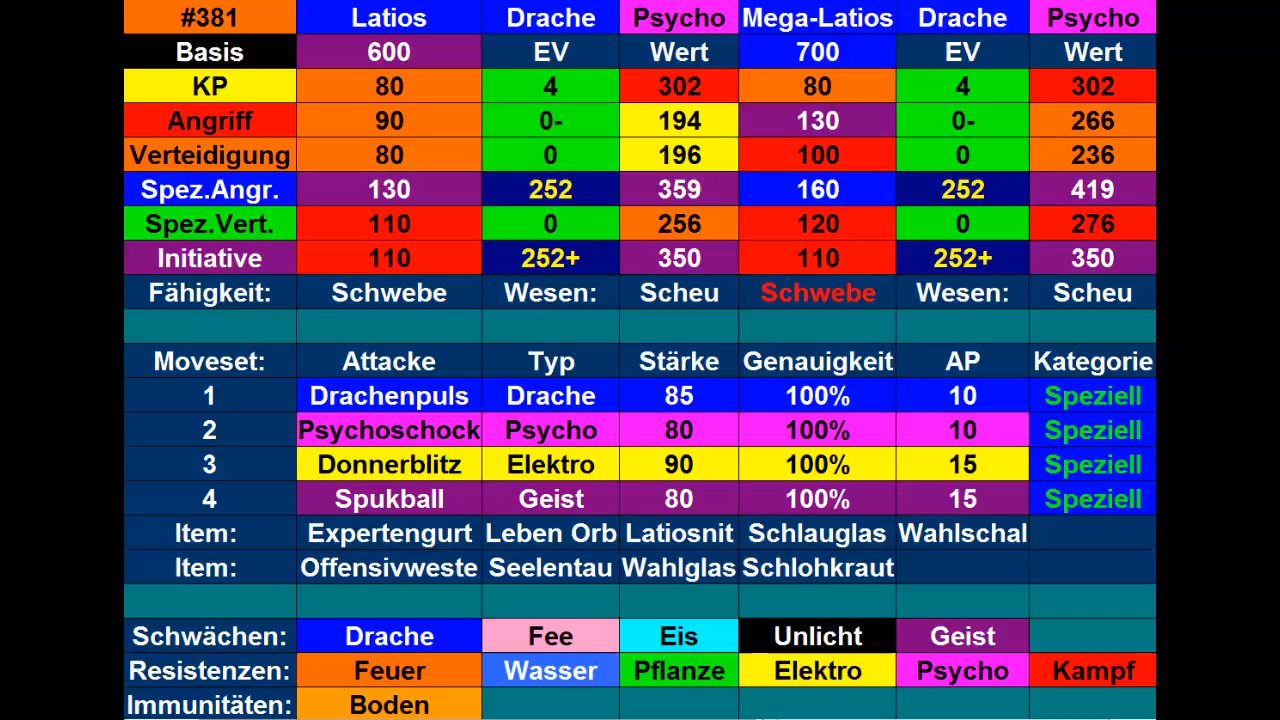 #381 Latios Drache Psycho Mega-Latios Drache Psycho
Basis 600 EV Wert 700 EV Wert
KP 80 4 302 80 4 302
Angriff 90 0- 194 130 0- 266
Verteidigung 80 0 196 100 0 236
Spez.Angr. 130 252 359 160 252 419
Spez.Vert. 110 0 256 120 0 276
Initiative 110 252+ 350 110 252+ 350
Fähigkeit: Schwebe Wesen: Scheu Schwebe Wesen: Scheu
Moveset: Attacke Typ Stärke Genauigkeit AP Kategorie
1 Drachenpuls Drache 85 100% 10 Speziell
2 Psychoschock Psycho 80 100% 10 Speziell
3 Donnerblitz Elektro 90 100% 15 Speziell
4 Spukball Geist 80 100% 15 Speziell
Item: Expertengurt Leben Orb Latiosnit Schlauglas Wahlschal
Item: Offensivweste Seelentau Wahlglas Schlohkraut
Schwächen: Drache Fee Eis Unlicht Geist
Resistenzen: Feuer Wasser Pflanze Elektro Psycho Kampf
Immunitäten: Boden